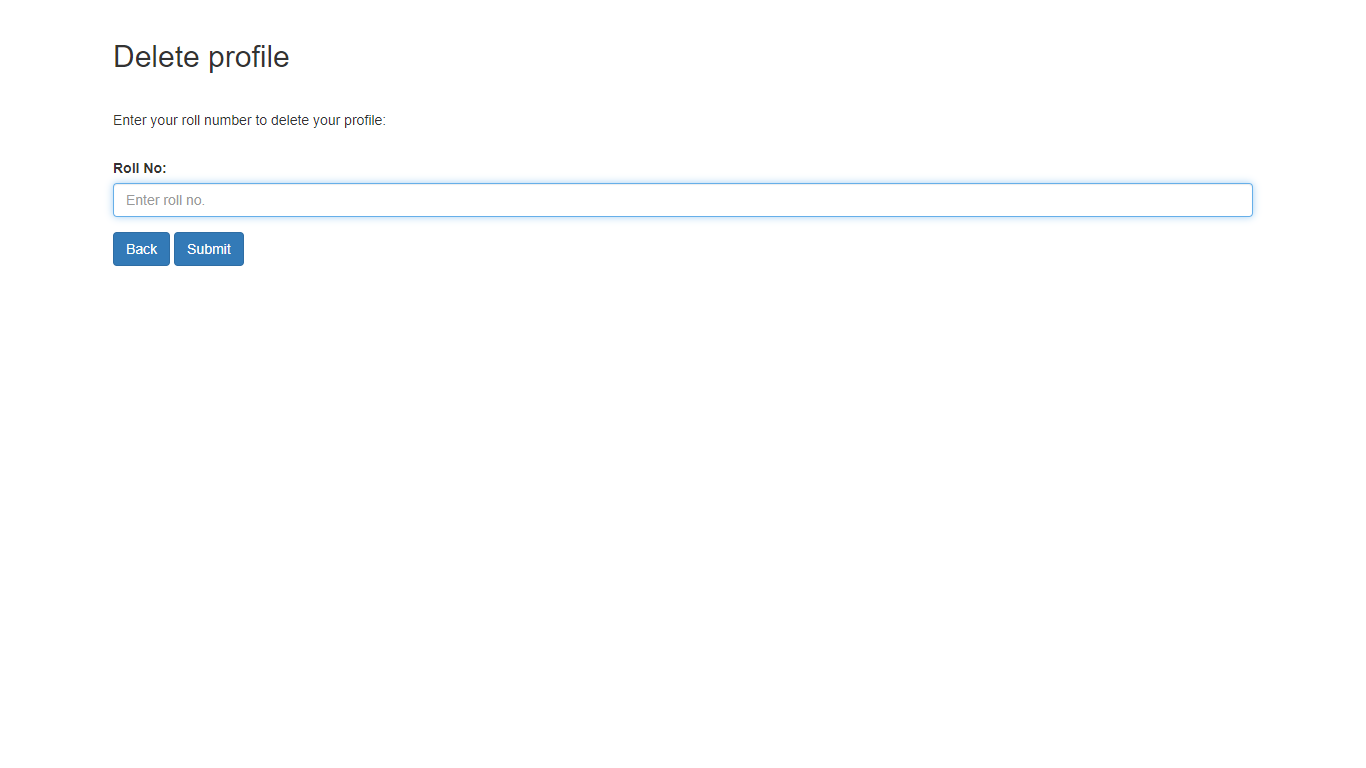 Delete profile
Enter your roll number to delete your profile:
Roll No:
Enter roll no.
Back Submit